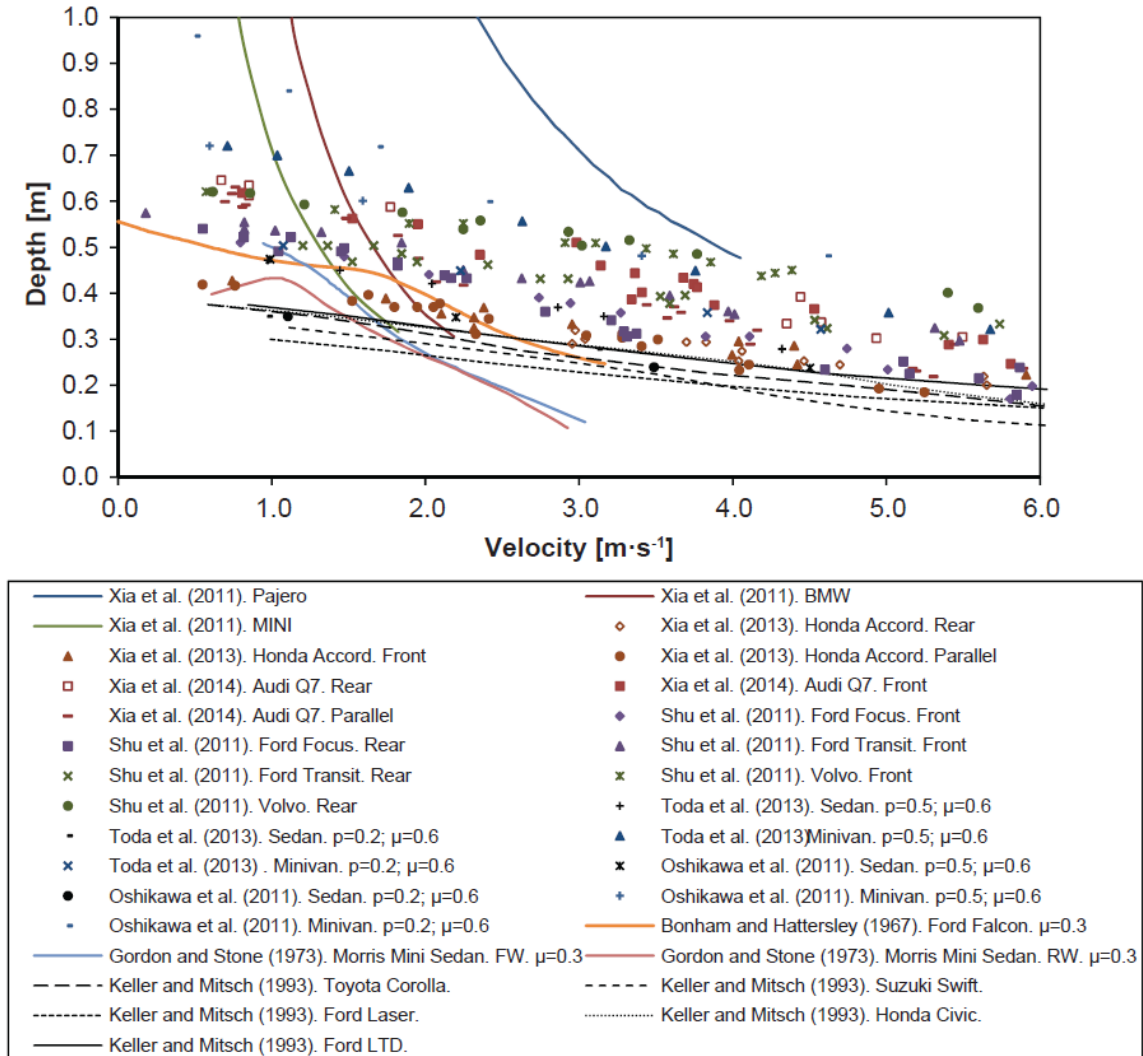 1.0
0.9
0.8
0.7
0.6
0.5
0.4
0.3
0.2
0.1
0.0
Depth [m]
0.0 1.0 2.0 3.0 4.0 5.0 6.0
Velocity [m·s⁻¹]
Xia et al. (2011). Pajero Xia et al. (2011). BMW
Xia et al. (2011). MINI Xia et al. (2013). Honda Accord. Rear
Xia et al. (2013). Honda Accord. Front Xia et al. (2013). Honda Accord. Parallel
Xia et al. (2014). Audi Q7. Rear Xia et al. (2014). Audi Q7. Front
Xia et al. (2014). Audi Q7. Parallel Shu et al. (2011). Ford Focus. Front
Shu et al. (2011). Ford Focus. Rear Shu et al. (2011). Ford Transit. Front
Shu et al. (2011). Ford Transit. Rear Shu et al. (2011). Volvo. Front
Shu et al. (2011). Volvo. Rear Toda et al. (2013). Sedan. p=0.5; μ=0.6
Toda et al. (2013). Sedan. p=0.2; μ=0.6 Toda et al. (2013)Minivan. p=0.5; μ=0.6
Toda et al. (2013) . Minivan. p=0.2; μ=0.6 Oshikawa et al. (2011). Sedan. p=0.5; μ=0.6
Oshikawa et al. (2011). Sedan. p=0.2; μ=0.6 Oshikawa et al. (2011). Minivan. p=0.5; μ=0.6
Oshikawa et al. (2011). Minivan. p=0.2; μ=0.6 Bonham and Hattersley (1967). Ford Falcon. μ=0.3
Gordon and Stone (1973). Morris Mini Sedan. FW. μ=0.3 Gordon and Stone (1973). Morris Mini Sedan. RW. μ=0.3
Keller and Mitsch (1993). Toyota Corolla. Keller and Mitsch (1993). Suzuki Swift.
Keller and Mitsch (1993). Ford Laser. Keller and Mitsch (1993). Honda Civic.
Keller and Mitsch (1993). Ford LTD.